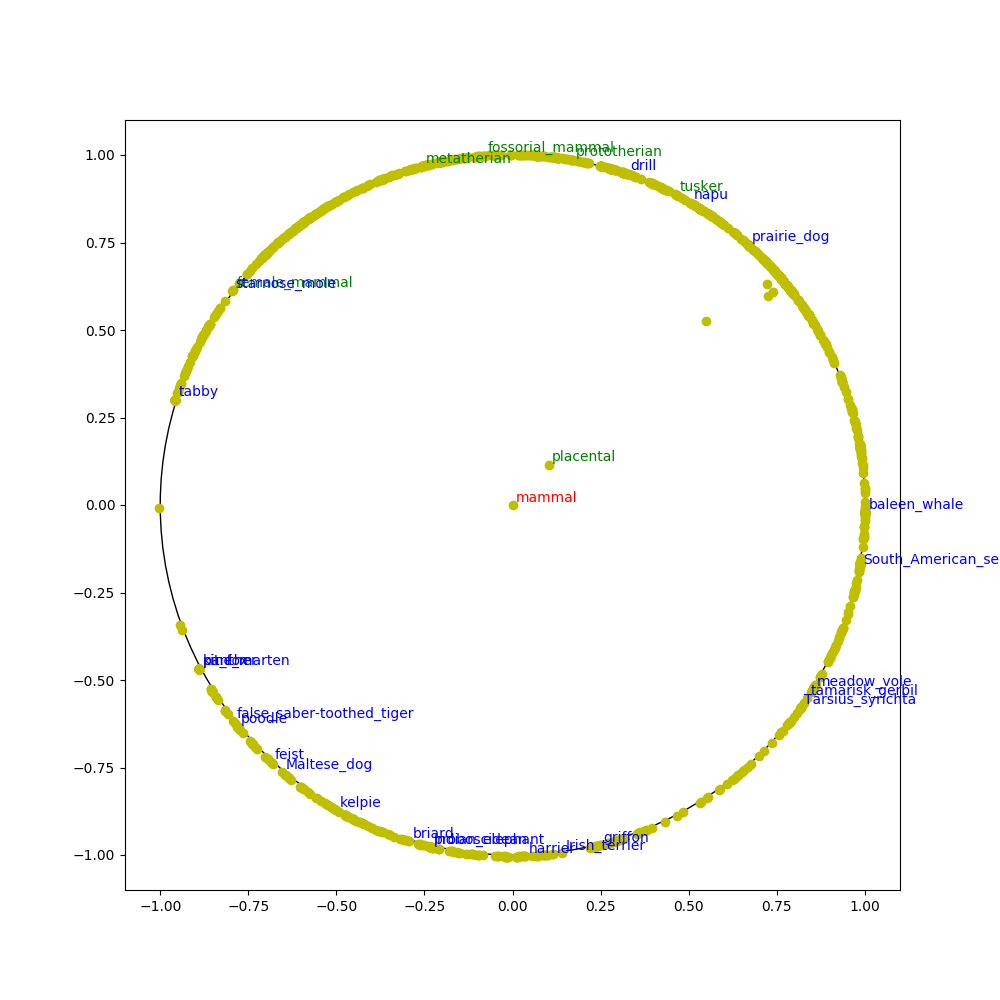 1.00
0.75
0.50
0.25
0.00
−0.25
−0.50
−0.75
−1.00
fossorial_mammal
prototherian
metatherian
drill
tusker
napu
prairie_dog
female_mammal
starnose_mole
tabby
placental
mammal
baleen_whale
South_American_se
meadow_vole
tamarisk_gerbil
Tarsius_syrichta
false_saber-toothed_tiger
poodle
feist
Maltese_dog
kelpie
briard
griffon
Irish_terrier
harrier
−1.00 −0.75 −0.50 −0.25 0.00 0.25 0.50 0.75 1.00